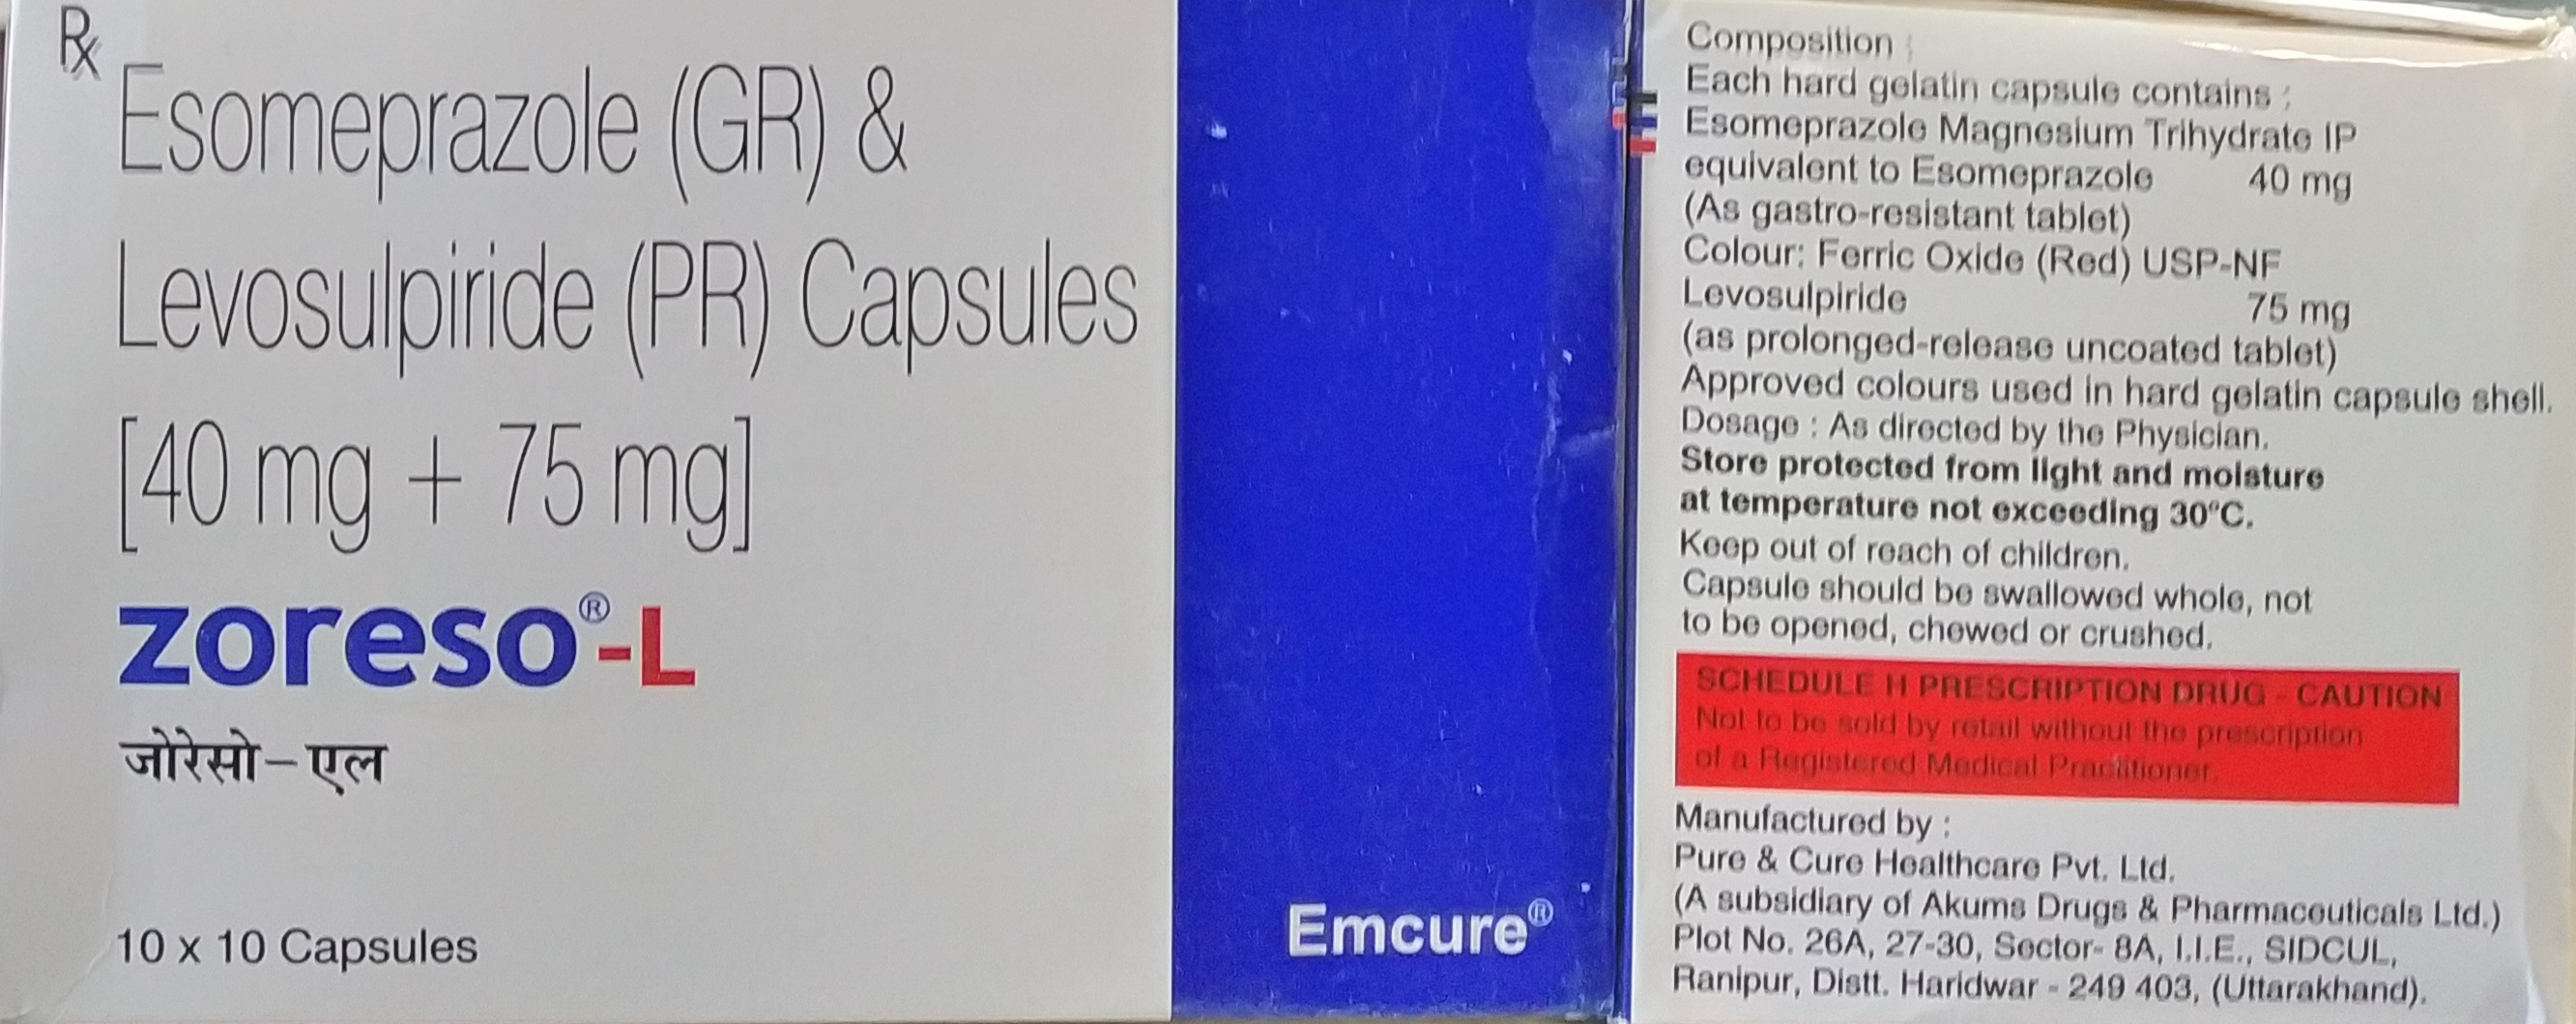 Rx
Esomeprazole (GR) &
Levosulpiride (PR) Capsules
[40 mg + 75 mg]
zoreso®-L
जोरेसो-एल
10 x 10 Capsules
Emcure®
Composition :
Each hard gelatin capsule contains :
Esomeprazole Magnesium Trihydrate IP
equivalent to Esomeprazole 40 mg
(As gastro-resistant tablet)
Colour: Ferric Oxide (Red) USP-NF
Levosulpiride 75 mg
(as prolonged-release uncoated tablet)
Approved colours used in hard gelatin capsule shell.
Dosage : As directed by the Physician.
Store protected from light and moisture
at temperature not exceeding 30°C.
Keep out of reach of children.
Capsule should be swallowed whole, not
to be opened, chewed or crushed.
SCHEDULE H PRESCRIPTION DRUG - CAUTION
Not to be sold by retail without the prescription
of a Registered Medical Practitioner.
Manufactured by :
Pure & Cure Healthcare Pvt. Ltd.
(A subsidiary of Akums Drugs & Pharmaceuticals Ltd.)
Plot No. 26A, 27-30, Sector- 8A, I.I.E., SIDCUL,
Ranipur, Distt. Haridwar - 249 403, (Uttarakhand).